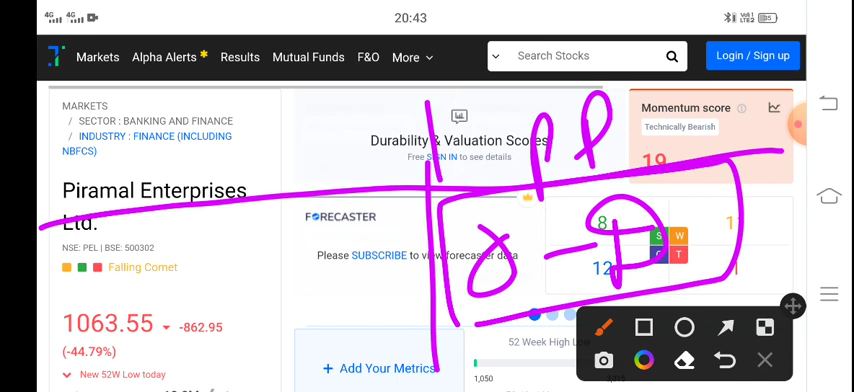 20:43
Markets Alpha Alerts Results Mutual Funds F&O More
Search Stocks
Login / Sign up
MARKETS
/ SECTOR : BANKING AND FINANCE
/ INDUSTRY : FINANCE (INCLUDING NBFCS)
Piramal Enterprises
Ltd.
NSE: PEL | BSE: 500302
Falling Comet
1063.55 -862.95
(-44.79%)
New 52W Low today
Durability & Valuation Scores
Free SIGN IN to see details
FORECASTER
Please SUBSCRIBE to view forecaster data
+ Add Your Metrics
Momentum score
Technically Bearish
19
8
S W
T
12
52 Week High Low
1,050